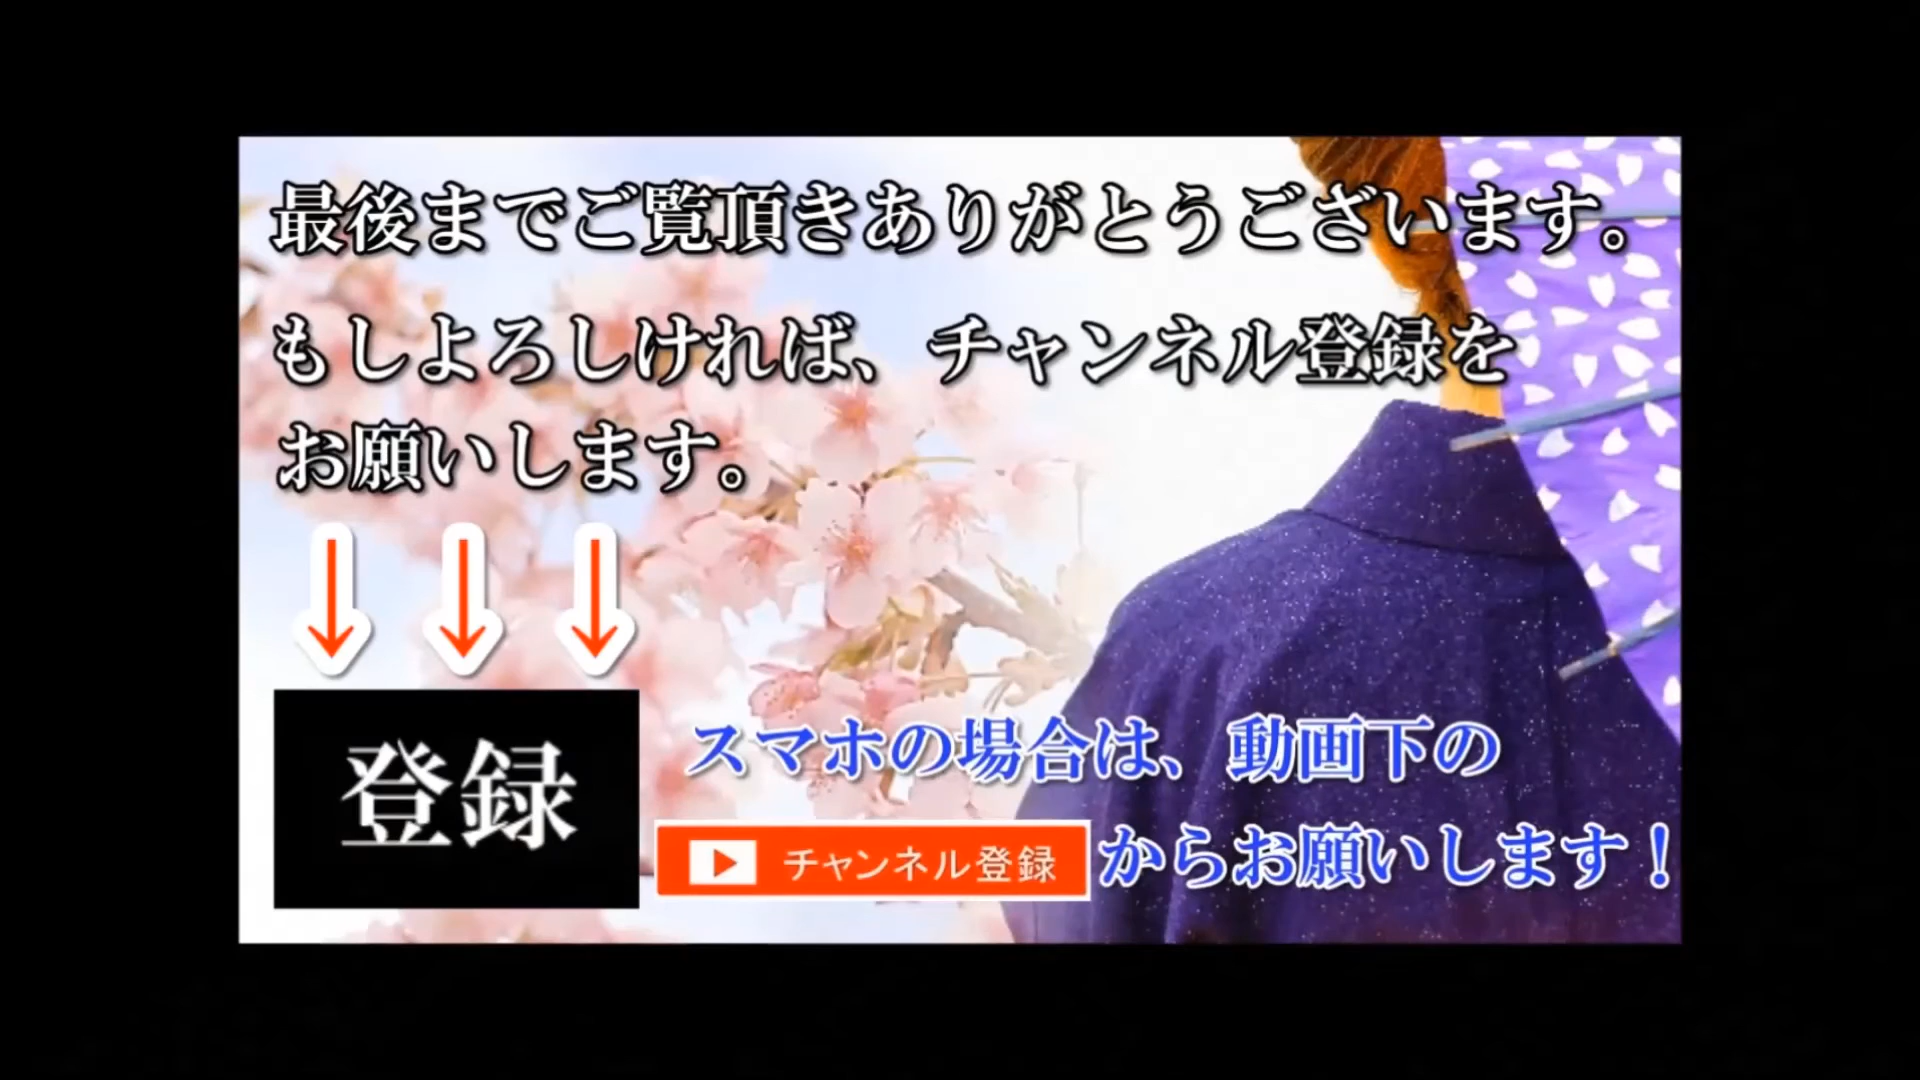 最後までご覧頂きありがとうございます。
もしよろしければ、チャンネル登録を
お願いします。
登録
スマホの場合は、動画下の
チャンネル登録 からお願いします！